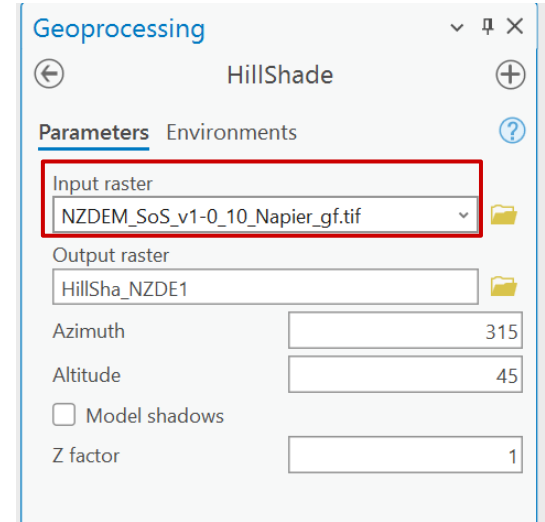 Geoprocessing
HillShade
Parameters Environments
Input raster
NZDEM_SoS_v1-0_10_Napier_gf.tif
Output raster
HillSha_NZDE1
Azimuth 315
Altitude 45
Model shadows
Z factor 1